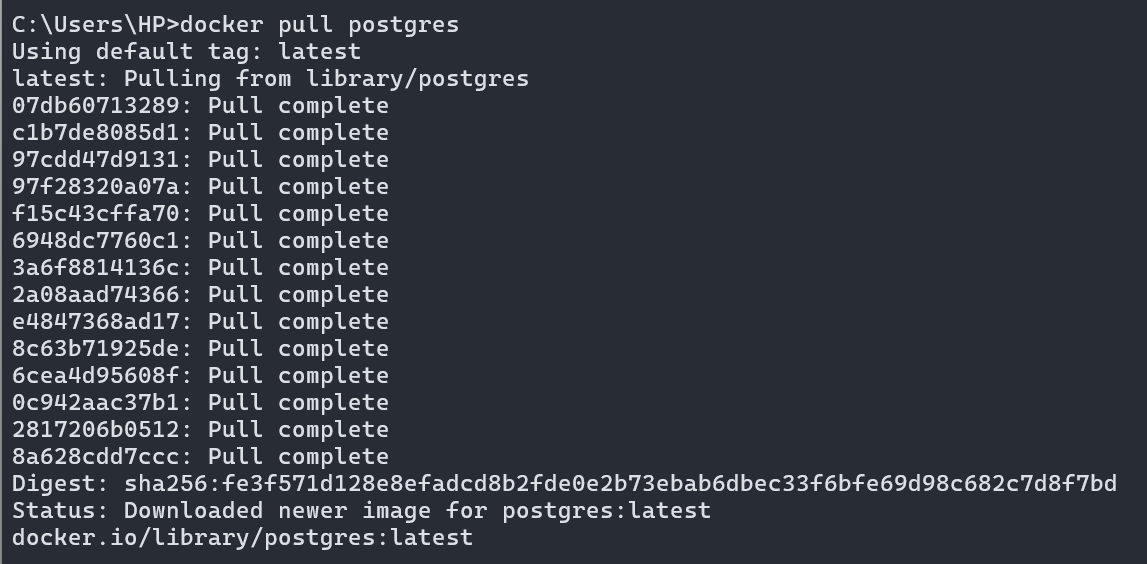 C:\Users\HP>docker pull postgres
Using default tag: latest
latest: Pulling from library/postgres
07db60713289: Pull complete
c1b7de8085d1: Pull complete
97cdd47d9131: Pull complete
97f28320a07a: Pull complete
f15c43cffa70: Pull complete
6948dc7760c1: Pull complete
3a6f8814136c: Pull complete
2a08aad74366: Pull complete
e4847368ad17: Pull complete
8c63b71925de: Pull complete
6cea4d95608f: Pull complete
0c942aac37b1: Pull complete
2817206b0512: Pull complete
8a628cdd7ccc: Pull complete
Digest: sha256:fe3f571d128e8efadcd8b2fde0e2b73ebab6dbec33f6bfe69d98c682c7d8f7bd
Status: Downloaded newer image for postgres:latest
docker.io/library/postgres:latest